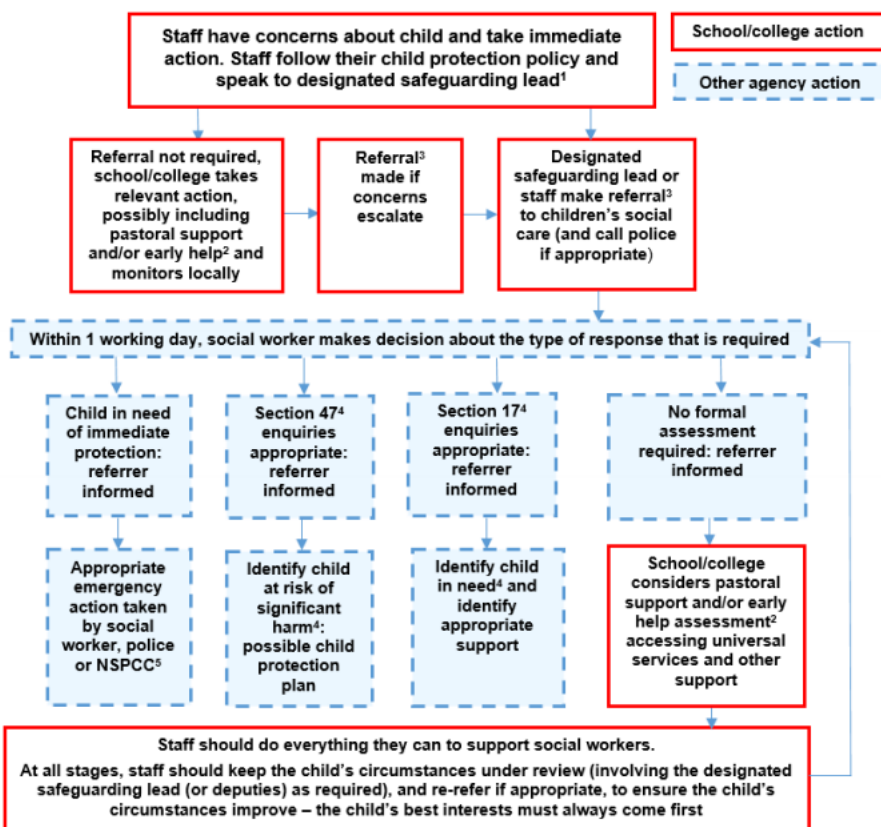 Staff have concerns about child and take immediate
action. Staff follow their child protection policy and
speak to designated safeguarding lead¹
School/college action
Other agency action
Referral not required,
school/college takes
relevant action,
possibly including
pastoral support
and/or early help² and
monitors locally
Referral³
made if
concerns
escalate
Designated
safeguarding lead or
staff make referral³
to children’s social
care (and call police
if appropriate)
Within 1 working day, social worker makes decision about the type of response that is required
Child in need
of immediate
protection:
referrer
informed
Section 47⁴
enquiries
appropriate:
referrer
informed
Section 17⁴
enquiries
appropriate:
referrer
informed
No formal
assessment
required: referrer
informed
Appropriate
emergency
action taken
by social
worker, police
or NSPCC⁵
Identify child
at risk of
significant
harm⁴:
possible child
protection
plan
Identify child
in need⁴ and
identify
appropriate
support
School/college
considers pastoral
support and/or early
help assessment²
accessing universal
services and other
support
Staff should do everything they can to support social workers.
At all stages, staff should keep the child’s circumstances under review (involving the designated
safeguarding lead (or deputies) as required), and re-refer if appropriate, to ensure the child’s
circumstances improve – the child’s best interests must always come first